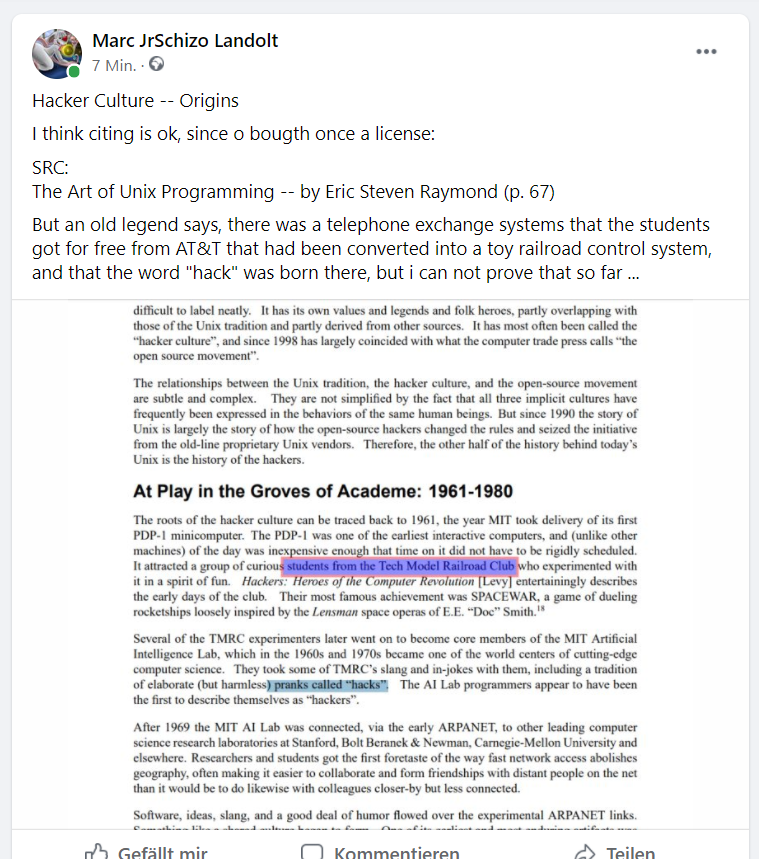 Marc JrSchizo Landolt
7 Min. ·
Hacker Culture -- Origins
I think citing is ok, since o bougth once a license:
SRC:
The Art of Unix Programming -- by Eric Steven Raymond (p. 67)
But an old legend says, there was a telephone exchange systems that the students
got for free from AT&T that had been converted into a toy railroad control system,
and that the word "hack" was born there, but i can not prove that so far ...
difficult to label neatly. It has its own values and legends and folk heroes, partly overlapping with
those of the Unix tradition and partly derived from other sources. It has most often been called the
“hacker culture”, and since 1998 has largely coincided with what the computer trade press calls “the
open source movement”.
The relationships between the Unix tradition, the hacker culture, and the open-source movement
are subtle and complex. They are not simplified by the fact that all three implicit cultures have
frequently been expressed in the behaviors of the same human beings. But since 1990 the story of
Unix is largely the story of how the open-source hackers changed the rules and seized the initiative
from the old-line proprietary Unix vendors. Therefore, the other half of the history behind today's
Unix is the history of the hackers.
At Play in the Groves of Academe: 1961-1980
The roots of the hacker culture can be traced back to 1961, the year MIT took delivery of its first
PDP-1 minicomputer. The PDP-1 was one of the earliest interactive computers, and (unlike other
machines) of the day was inexpensive enough that time on it did not have to be rigidly scheduled.
It attracted a group of curious students from the Tech Model Railroad Club who experimented with
it in a spirit of fun. Hackers: Heroes of the Computer Revolution [Levy] entertainingly describes
the early days of the club. Their most famous achievement was SPACEWAR, a game of dueling
rocketships loosely inspired by the Lensman space operas of E.E. “Doc” Smith.18
Several of the TMRC experimenters later went on to become core members of the MIT Artificial
Intelligence Lab, which in the 1960s and 1970s became one of the world centers of cutting-edge
computer science. They took some of TMRC's slang and in-jokes with them, including a tradition
of elaborate (but harmless) pranks called “hacks”. The AI Lab programmers appear to have been
the first to describe themselves as “hackers”.
After 1969 the MIT AI Lab was connected, via the early ARPANET, to other leading computer
science research laboratories at Stanford, Bolt Beranek & Newman, Carnegie-Mellon University and
elsewhere. Researchers and students got the first foretaste of the way fast network access abolishes
geography, often making it easier to collaborate and form friendships with distant people on the net
than it would be to do likewise with colleagues closer-by but less connected.
Software, ideas, slang, and a good deal of humor flowed over the experimental ARPANET links.
Gefällt mir Kommentieren Teilen